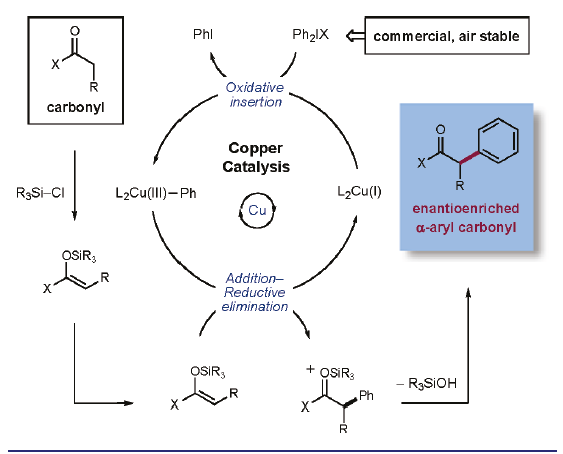 O
X
R
carbonyl
PhI
Ph₂IX
commercial, air stable
Oxidative
insertion
Copper
Catalysis
Cu
L₂Cu(III)–Ph
L₂Cu(I)
O
X
R
enantioenriched
α-aryl carbonyl
R₃Si–Cl
OSiR₃
X
R
Addition–
Reductive
elimination
OSiR₃
X
R
+
OSiR₃
X
Ph
R
– R₃SiOH